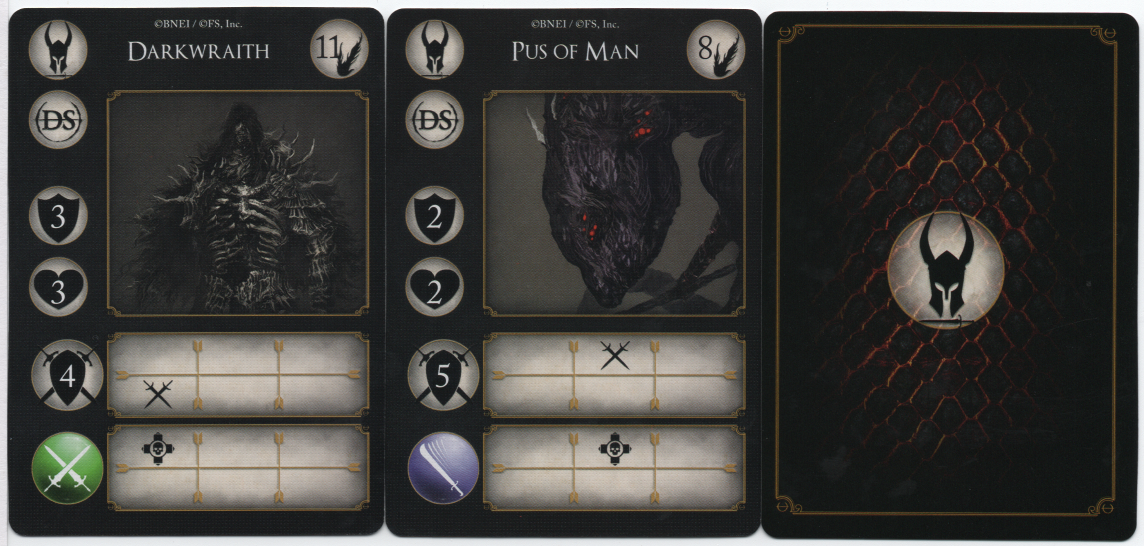 ©BNEI / ©FS, Inc.
DARKWRAITH
11
DS
3
3
4
©BNEI / ©FS, Inc.
PUS OF MAN
8
DS
2
2
5